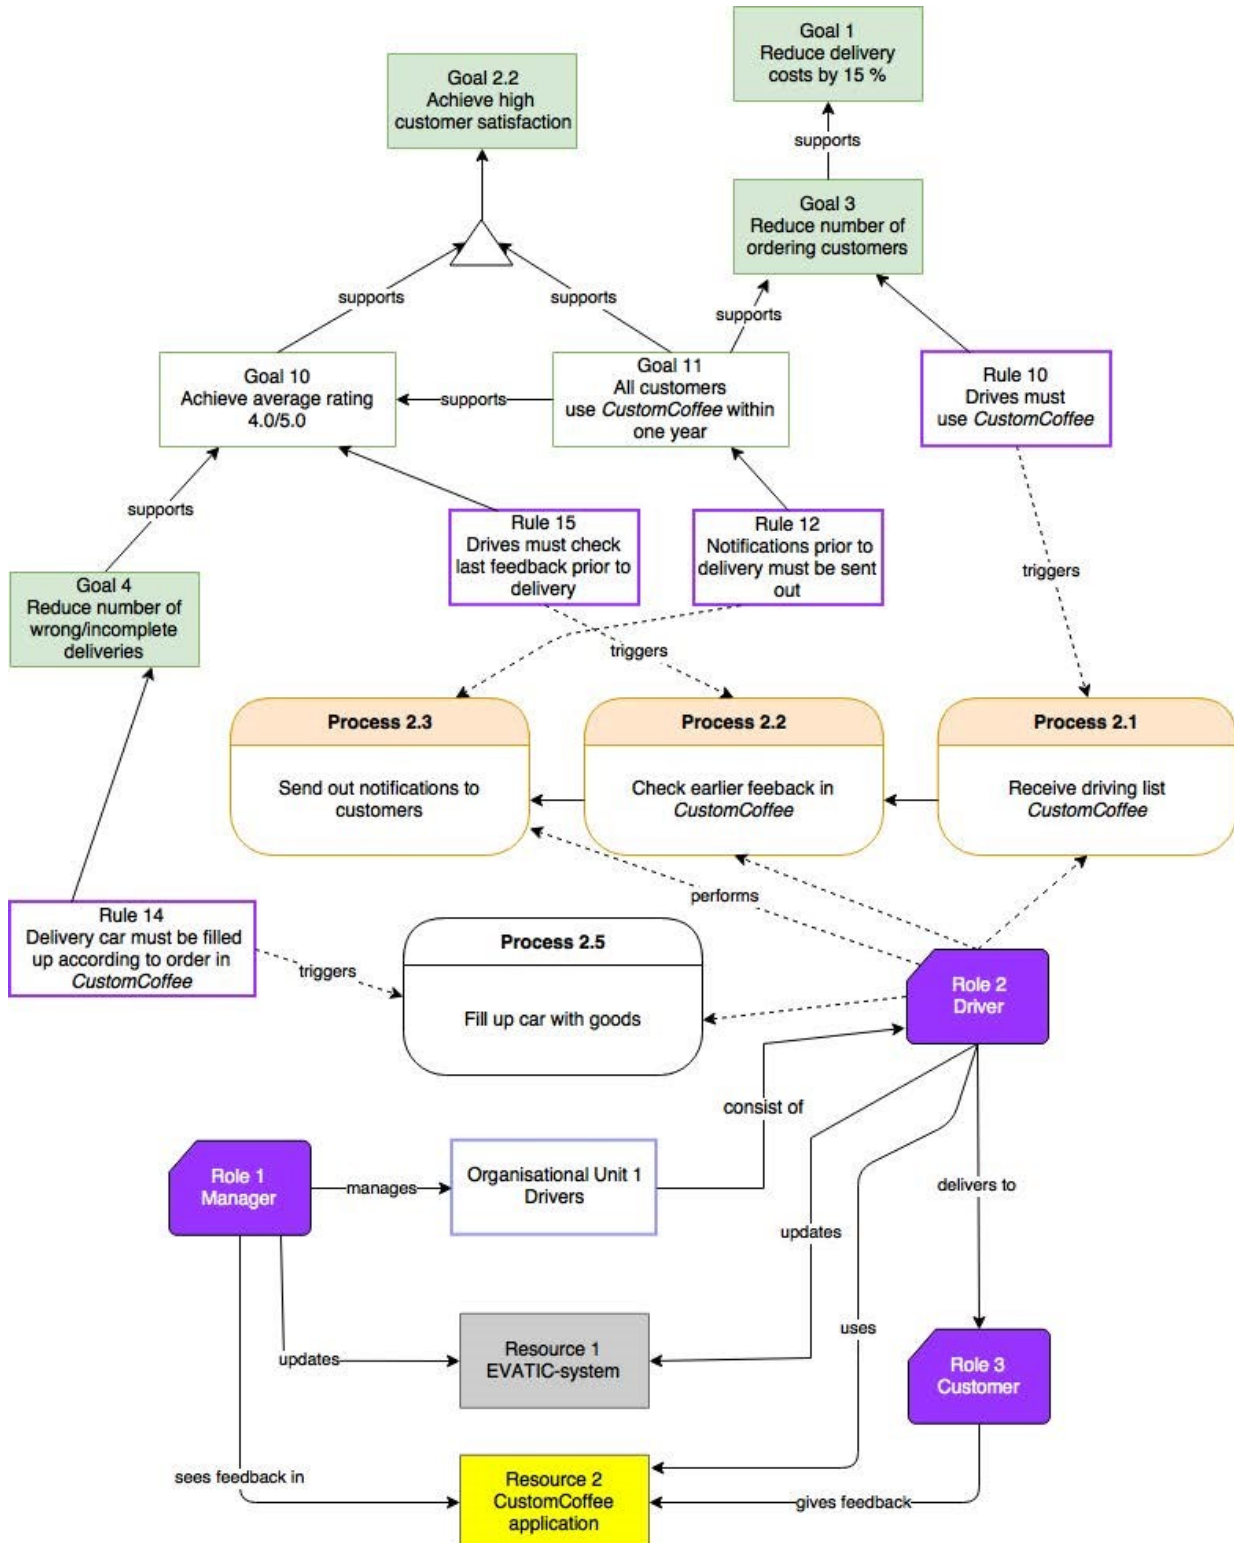 Goal 1
Reduce delivery
costs by 15 %
Goal 2.2
Achieve high
customer satisfaction
supports
Goal 3
Reduce number of
ordering customers
supports
supports
supports
Goal 10
Achieve average rating
4.0/5.0
supports
Goal 11
All customers
use CustomCoffee within
one year
Rule 10
Drives must
use CustomCoffee
supports
Rule 15
Drives must check
last feedback prior to
delivery
Rule 12
Notifications prior to
delivery must be sent
out
triggers
Goal 4
Reduce number of
wrong/incomplete
deliveries
triggers
Process 2.3
Send out notifications to
customers
Process 2.2
Check earlier feeback in
CustomCoffee
Process 2.1
Receive driving list
CustomCoffee
performs
Rule 14
Delivery car must be filled
up according to order in
CustomCoffee
triggers
Process 2.5
Fill up car with goods
Role 2
Driver
consist of
Role 1
Manager
manages
Organisational Unit 1
Drivers
delivers to
updates
uses
updates
Resource 1
EVATIC-system
Role 3
Customer
sees feedback in
Resource 2
CustomCoffee
application
gives feedback